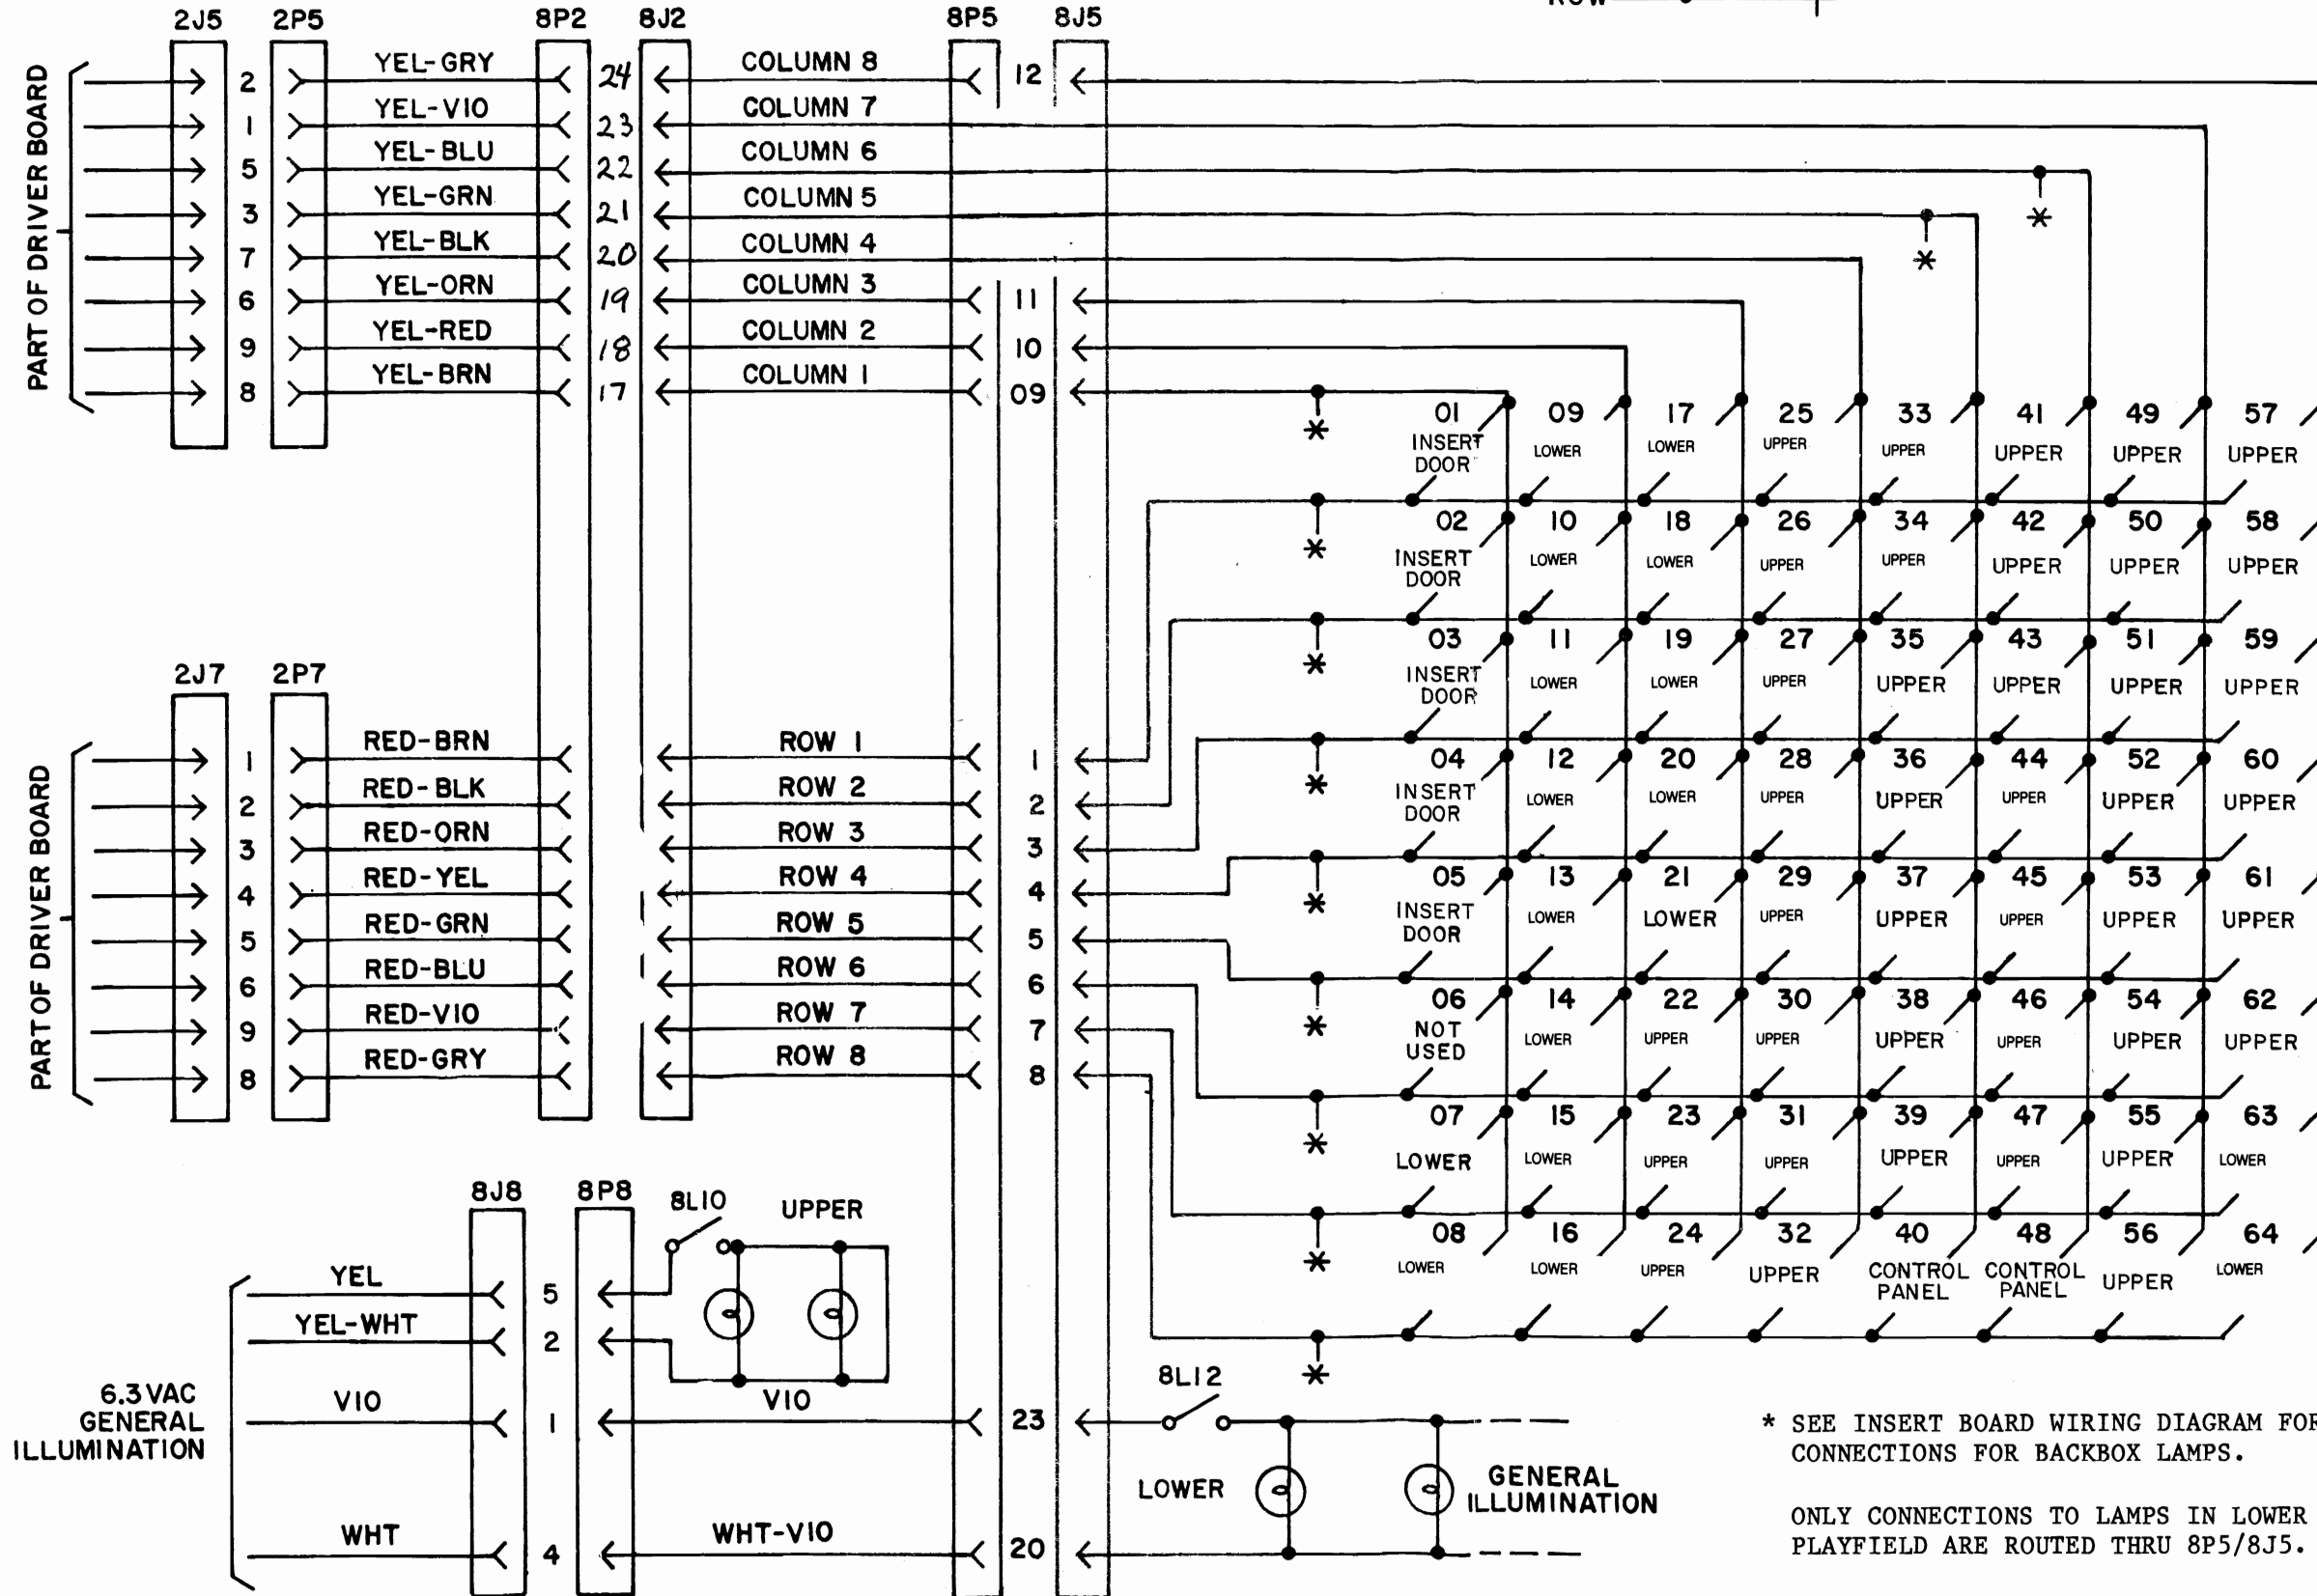 ROW
2J5 2P5 8P2 8J2 8P5 8J5
PART OF DRIVER BOARD
2 YEL-GRY 24 COLUMN 8 12
1 YEL-VIO 23 COLUMN 7
5 YEL-BLU 22 COLUMN 6
3 YEL-GRN 21 COLUMN 5
7 YEL-BLK 20 COLUMN 4
6 YEL-ORN 19 COLUMN 3 11
9 YEL-RED 18 COLUMN 2 10
8 YEL-BRN 17 COLUMN 1 09
* *
* * * * * * * * *
01 09 17 25 33 41 49 57
INSERT DOOR LOWER LOWER UPPER UPPER UPPER UPPER UPPER
02 10 18 26 34 42 50 58
INSERT DOOR LOWER LOWER UPPER UPPER UPPER UPPER UPPER
03 11 19 27 35 43 51 59
INSERT DOOR LOWER LOWER UPPER UPPER UPPER UPPER UPPER
04 12 20 28 36 44 52 60
INSERT DOOR LOWER LOWER UPPER UPPER UPPER UPPER UPPER
05 13 21 29 37 45 53 61
INSERT DOOR LOWER LOWER UPPER UPPER UPPER UPPER UPPER
06 14 22 30 38 46 54 62
NOT USED LOWER UPPER UPPER UPPER UPPER UPPER UPPER
07 15 23 31 39 47 55 63
LOWER LOWER UPPER UPPER UPPER UPPER UPPER LOWER
08 16 24 32 40 48 56 64
LOWER LOWER UPPER UPPER CONTROL PANEL CONTROL PANEL UPPER LOWER
2J7 2P7
PART OF DRIVER BOARD
1 RED-BRN ROW 1 1
2 RED-BLK ROW 2 2
3 RED-ORN ROW 3 3
4 RED-YEL ROW 4 4
5 RED-GRN ROW 5 5
6 RED-BLU ROW 6 6
9 RED-VIO ROW 7 7
8 RED-GRY ROW 8 8
8J8 8P8 8L10 UPPER
YEL 5
YEL-WHT 2
6.3 VAC
GENERAL
ILLUMINATION
VIO 1 VIO 23
WHT 4 WHT-VIO 20
8L12
LOWER
GENERAL
ILLUMINATION
* SEE INSERT BOARD WIRING DIAGRAM FOR
CONNECTIONS FOR BACKBOX LAMPS.
ONLY CONNECTIONS TO LAMPS IN LOWER
PLAYFIELD ARE ROUTED THRU 8P5/8J5.